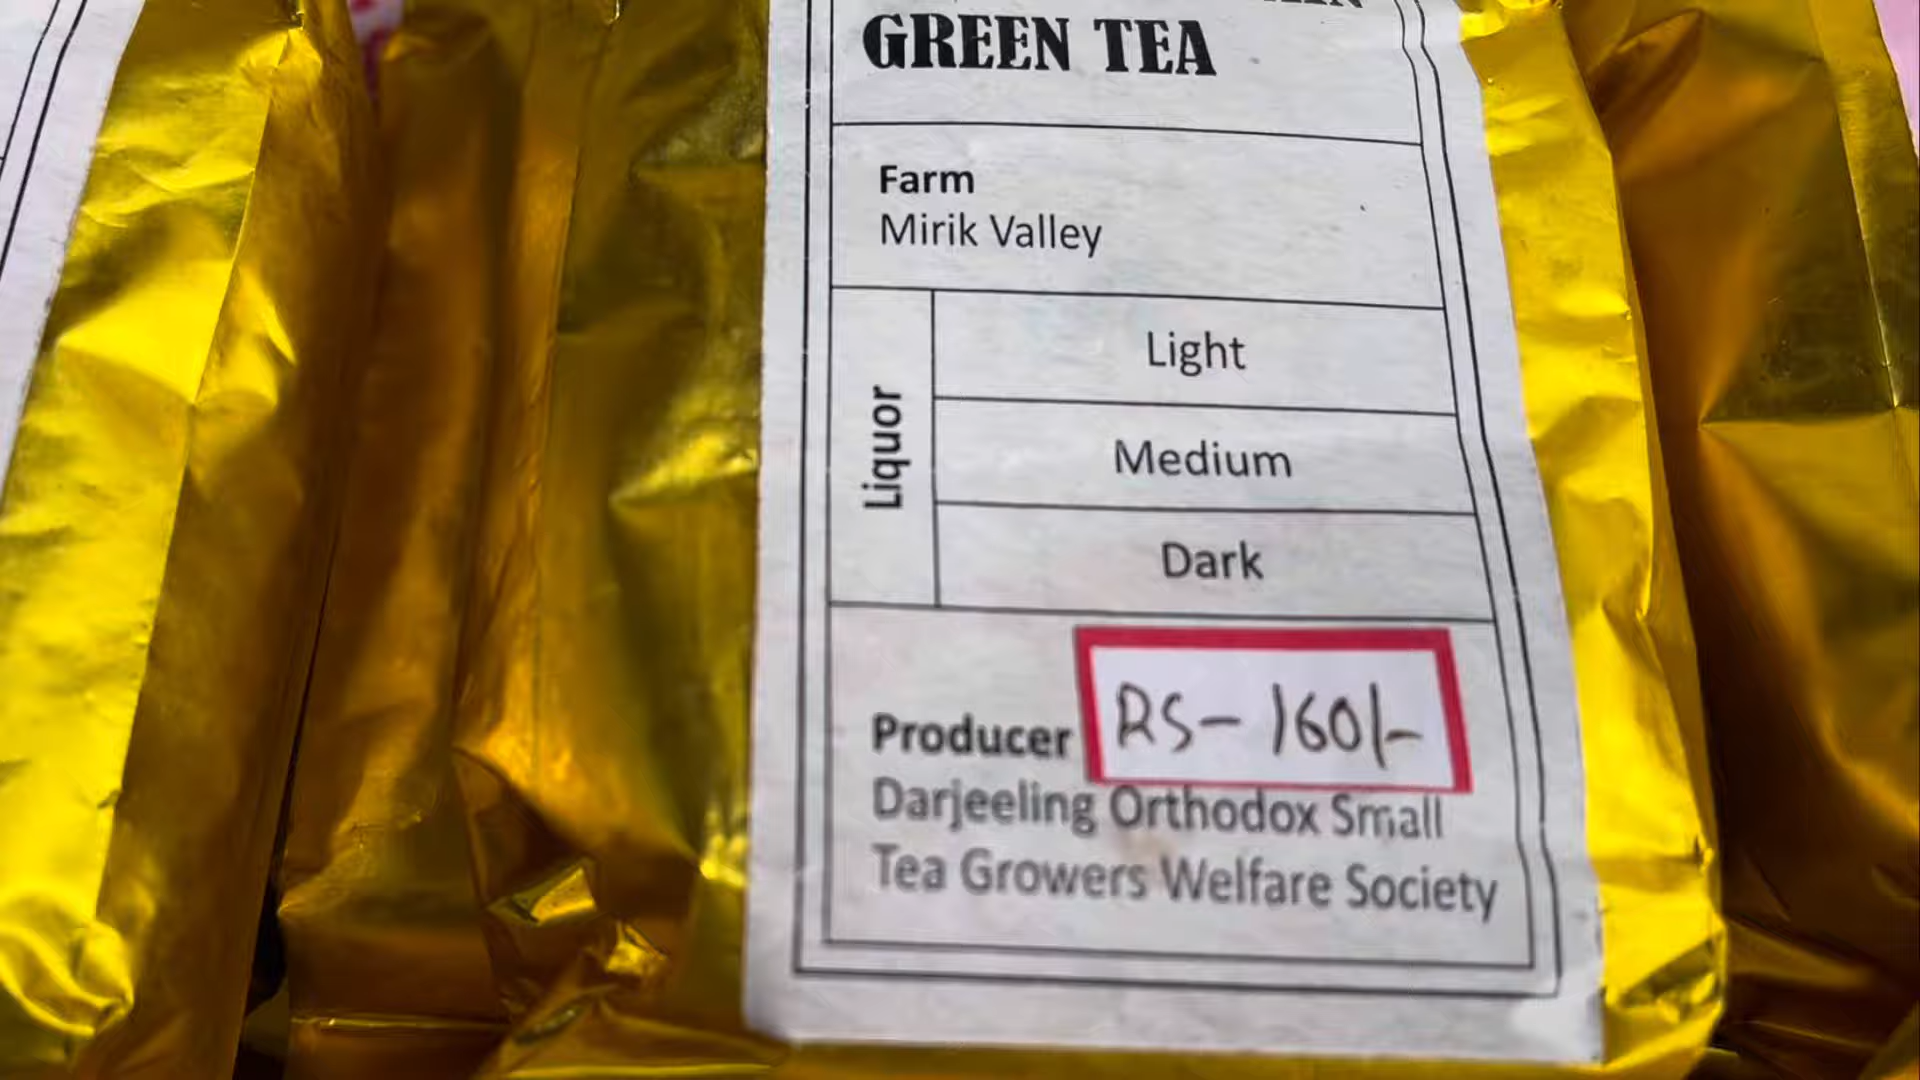 GREEN TEA
Farm
Mirik Valley
Liquor
Light
Medium
Dark
RS- 160/-
Producer
Darjeeling Orthodox Small
Tea Growers Welfare Society